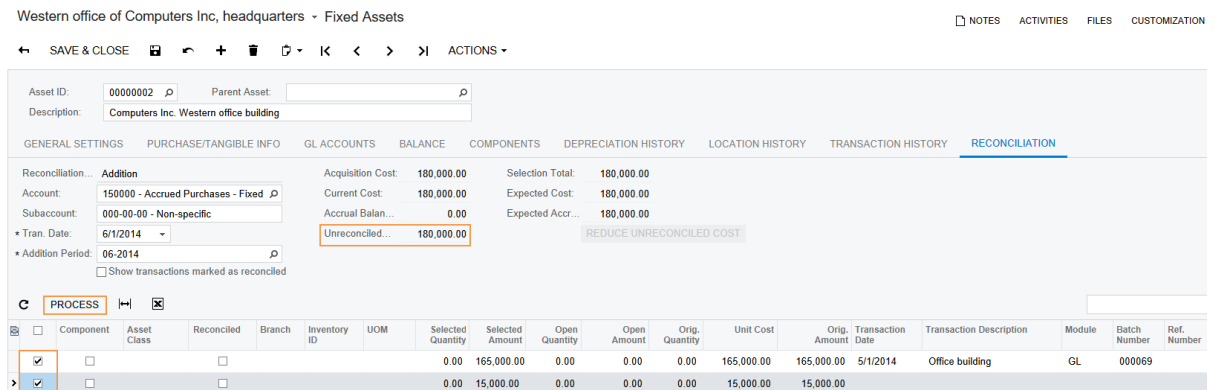 Western office of Computers Inc, headquarters Fixed Assets
NOTES ACTIVITIES FILES CUSTOMIZATION
SAVE & CLOSE ACTIONS
Asset ID: 00000002 Parent Asset:
Description: Computers Inc. Western office building
GENERAL SETTINGS PURCHASE/TANGIBLE INFO GL ACCOUNTS BALANCE COMPONENTS DEPRECIATION HISTORY LOCATION HISTORY TRANSACTION HISTORY RECONCILIATION
Reconciliation... Addition Acquisition Cost: 180,000.00 Selection Total: 180,000.00
Account: 150000 - Accrued Purchases - Fixed Current Cost: 180,000.00 Expected Cost: 180,000.00
Subaccount: 000-00-00 - Non-specific Accrual Balan... 0.00 Expected Accr... 180,000.00
* Tran. Date: 6/1/2014 Unreconciled... 180,000.00 REDUCE UNRECONCILED COST
* Addition Period: 06-2014
Show transactions marked as reconciled
PROCESS
Component Asset Class Reconciled Branch Inventory ID UOM Selected Quantity Selected Amount Open Quantity Open Amount Orig. Quantity Unit Cost Orig. Amount Transaction Date Transaction Description Module Batch Number Ref. Number
0.00 165,000.00 0.00 0.00 0.00 165,000.00 165,000.00 5/1/2014 Office building GL 000069
0.00 15,000.00 0.00 0.00 0.00 15,000.00 15,000.00